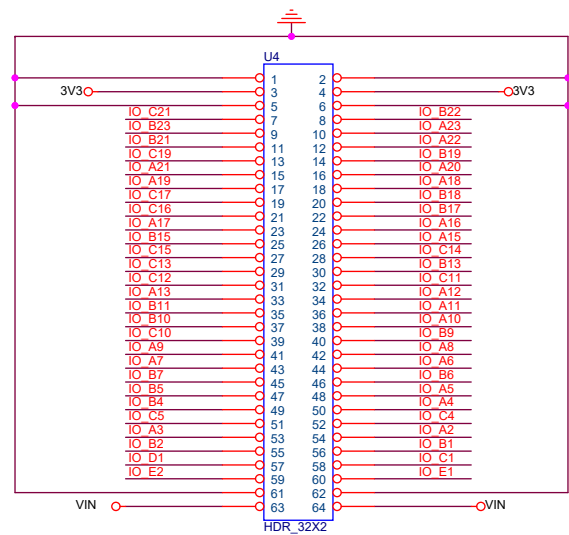 U4
1 2
3V3 3 4 3V3
5 6
IO_C21 7 8 IO_B22
IO_B23 9 10 IO_A23
IO_B21 11 12 IO_A22
IO_C19 13 14 IO_B19
IO_A21 15 16 IO_A20
IO_A19 17 18 IO_A18
IO_C17 19 20 IO_B18
IO_C16 21 22 IO_B17
IO_A17 23 24 IO_A16
IO_B15 25 26 IO_A15
IO_C15 27 28 IO_C14
IO_C13 29 30 IO_B13
IO_C12 31 32 IO_C11
IO_A13 33 34 IO_A12
IO_B11 35 36 IO_A11
IO_B10 37 38 IO_A10
IO_C10 39 40 IO_B9
IO_A9 41 42 IO_A8
IO_A7 43 44 IO_A6
IO_B7 45 46 IO_B6
IO_B5 47 48 IO_A5
IO_B4 49 50 IO_A4
IO_C5 51 52 IO_C4
IO_A3 53 54 IO_A2
IO_B2 55 56 IO_B1
IO_D1 57 58 IO_C1
IO_E2 59 60 IO_E1
61 62
VIN 63 64 VIN
HDR_32X2